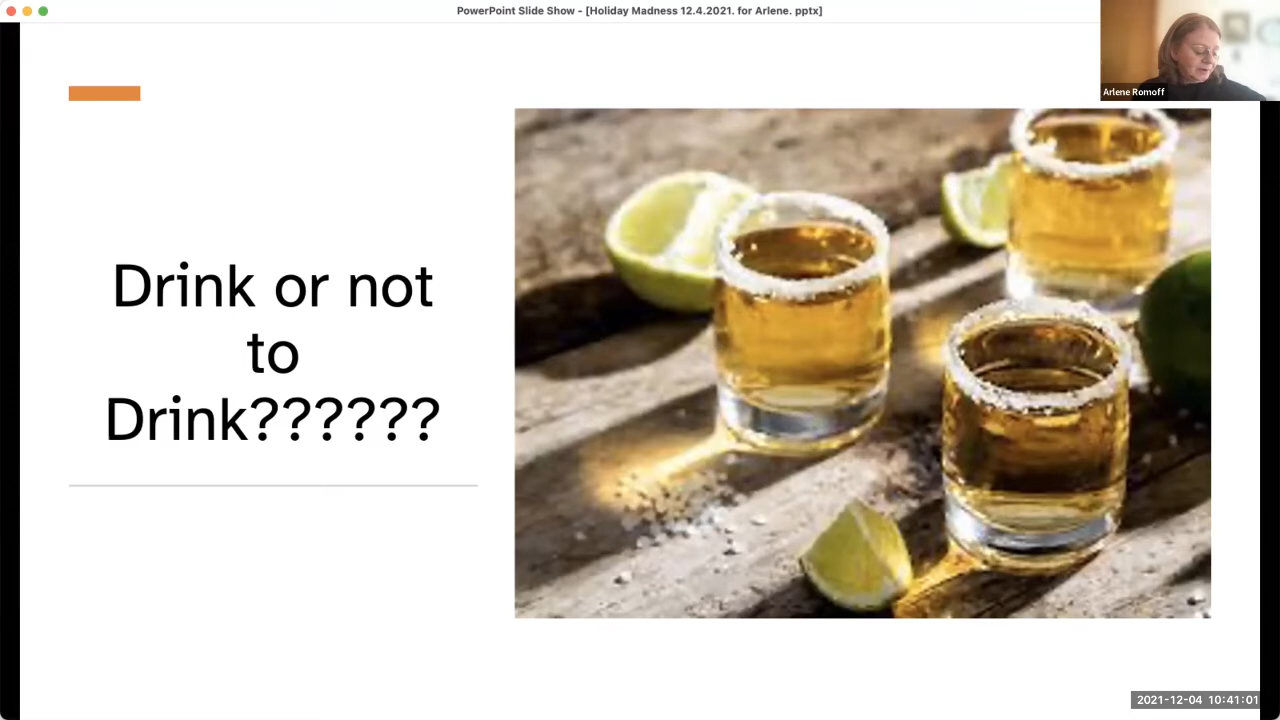 PowerPoint Slide Show - [Holiday Madness 12.4.2021. for Arlene. pptx]
Arlene Romoff
Drink or not
to
Drink??????
2021-12-04 10:41:01